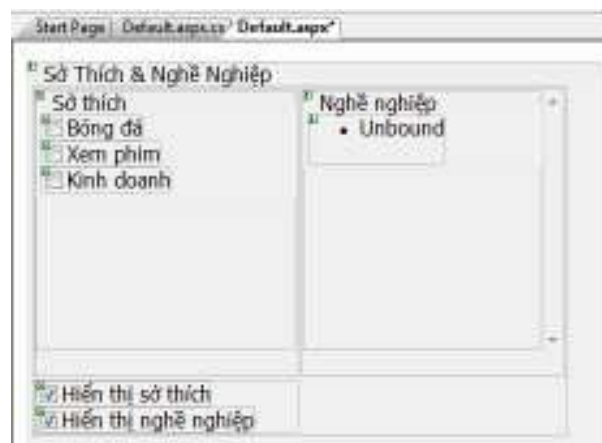 Start Page Default.aspx.cs* Default.aspx*
Sở Thích & Nghề Nghiệp
Sở thích
Bóng đá
Xem phim
Kinh doanh
Nghề nghiệp
• Unbound
Hiển thị sở thích
Hiển thị nghề nghiệp